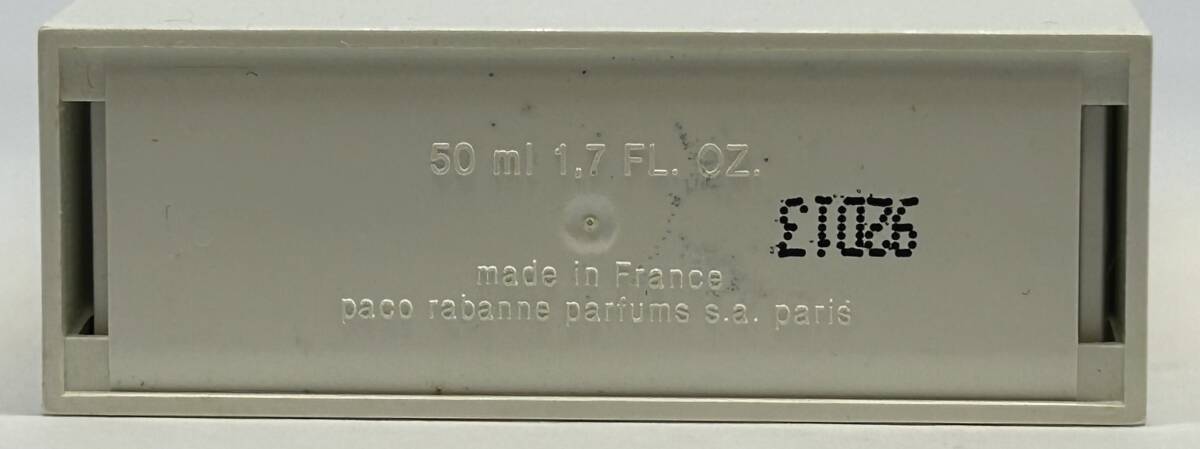 50 ml 1,7 FL. OZ.
made in France
paco rabanne parfums s.a. paris